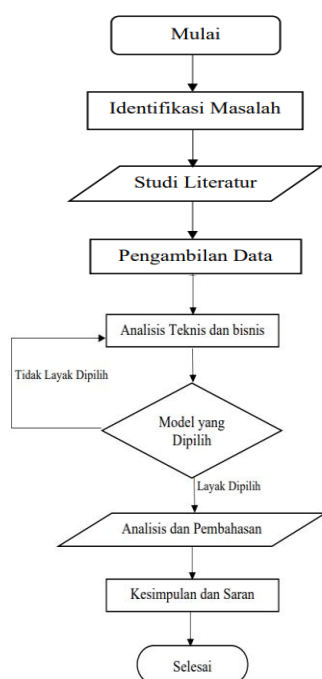 Mulai
Identifikasi Masalah
Studi Literatur
Pengambilan Data
Analisis Teknis dan bisnis
Tidak Layak Dipilih
Model yang
Dipilih
Layak Dipilih
Analisis dan Pembahasan
Kesimpulan dan Saran
Selesai